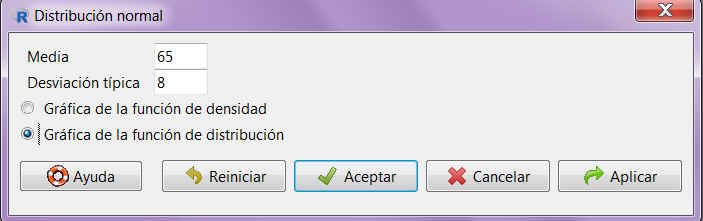 Distribución normal
Media 65
Desviación típica 8
Gráfica de la función de densidad
Gráfica de la función de distribución
Ayuda Reiniciar Aceptar Cancelar Aplicar